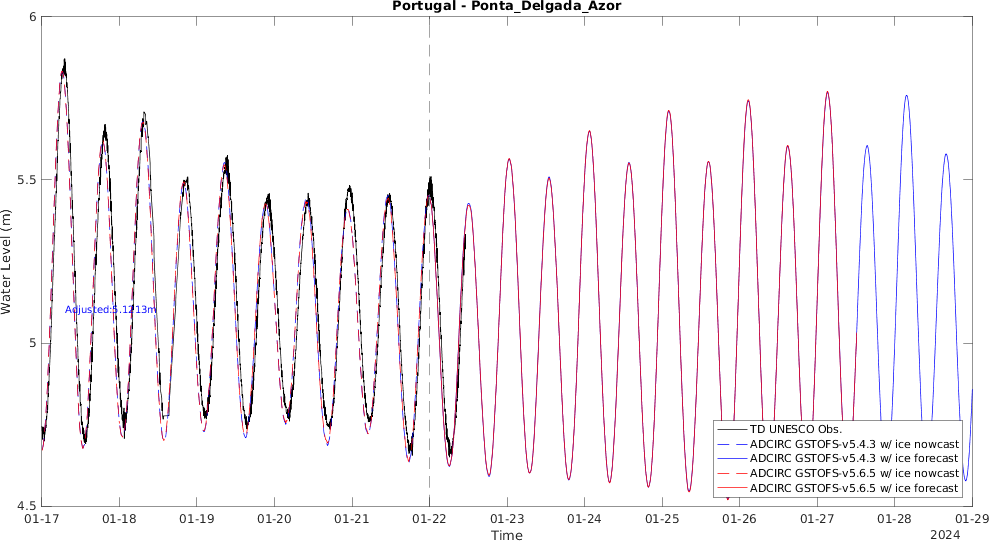 Portugal - Ponta_Delgada_Azor
6
5.5
5
4.5
Water Level (m)
Adjusted:5.1213m
TD UNESCO Obs.
ADCIRC GSTOFS-v5.4.3 w/ ice nowcast
ADCIRC GSTOFS-v5.4.3 w/ ice forecast
ADCIRC GSTOFS-v5.6.5 w/ ice nowcast
ADCIRC GSTOFS-v5.6.5 w/ ice forecast
01-17 01-18 01-19 01-20 01-21 01-22 01-23 01-24 01-25 01-26 01-27 01-28 01-29
Time
2024